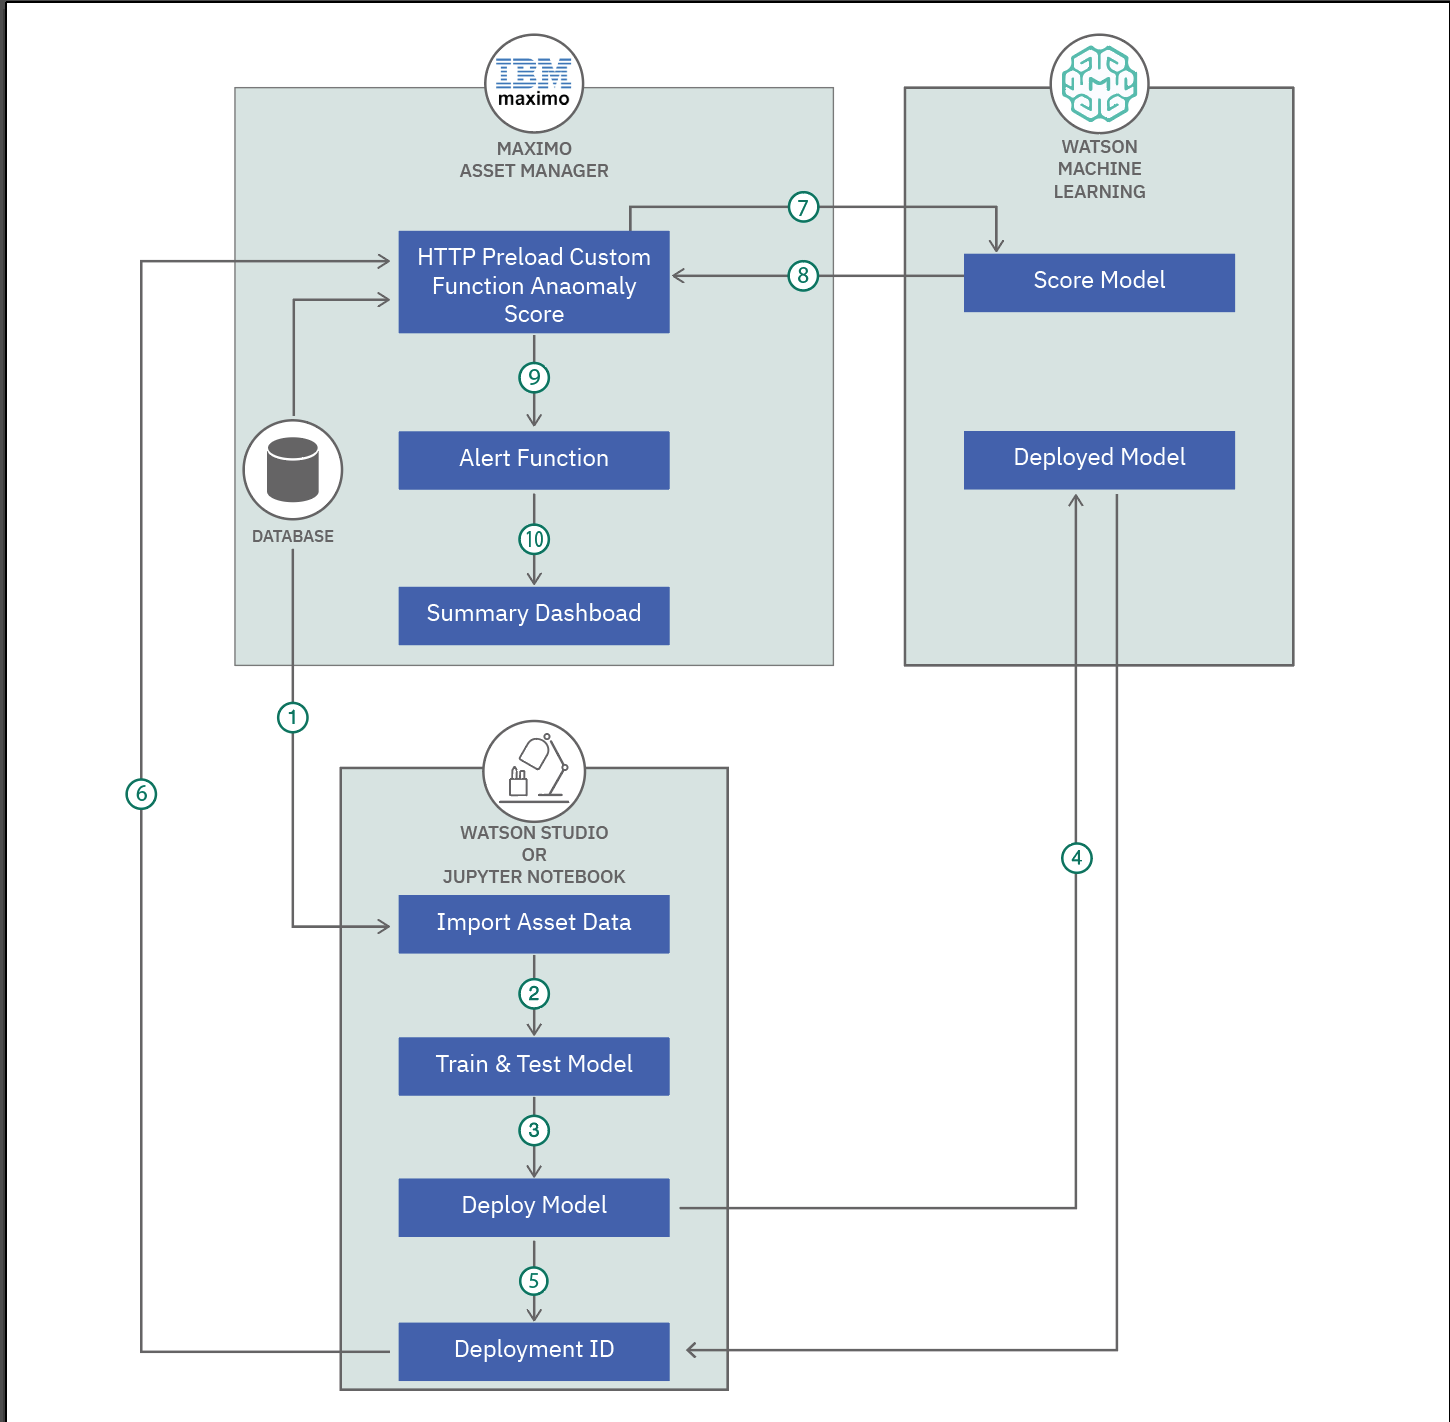 IBM
maximo
MAXIMO
ASSET MANAGER
WATSON
MACHINE
LEARNING
7
HTTP Preload Custom
Function Anaomaly
Score
8
Score Model
9
Alert Function
Deployed Model
DATABASE
10
Summary Dashboad
1
6
WATSON STUDIO
OR
JUPYTER NOTEBOOK
4
Import Asset Data
2
Train & Test Model
3
Deploy Model
5
Deployment ID